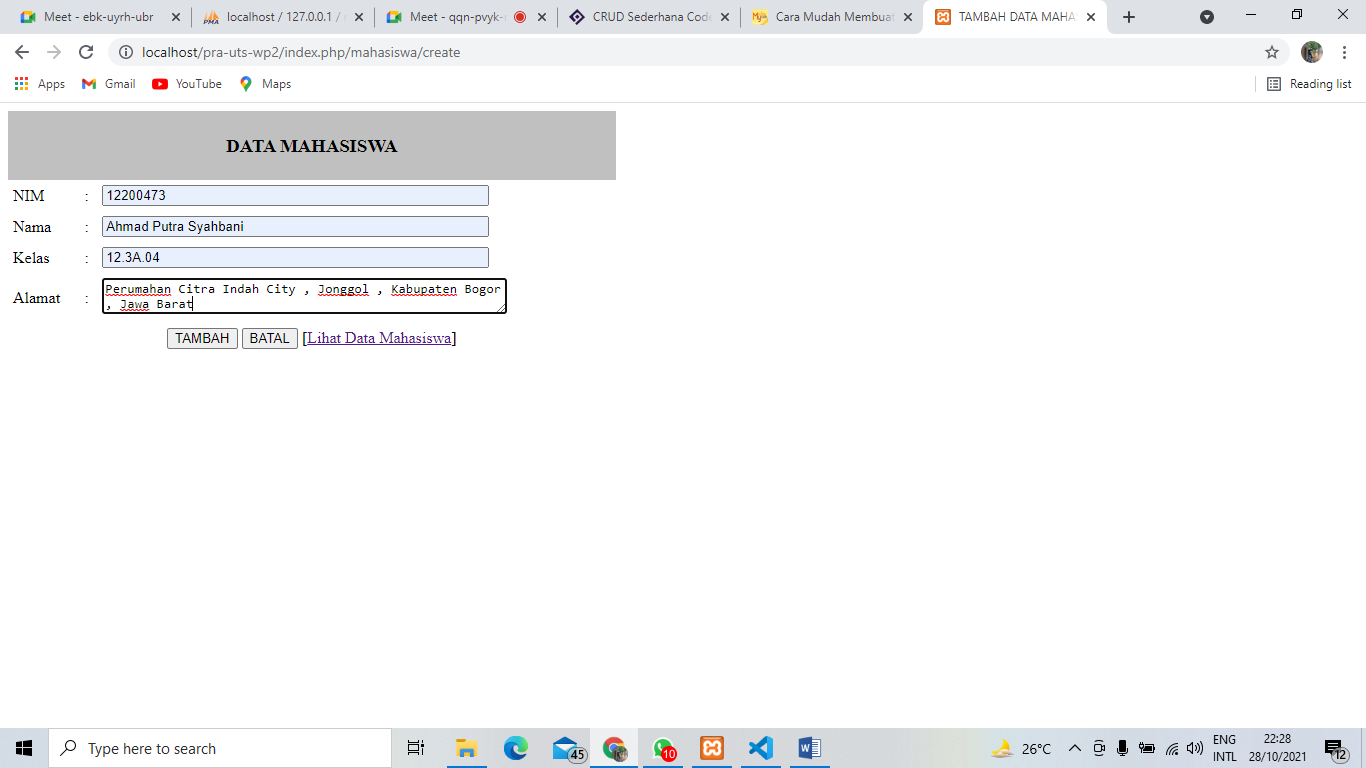 Meet - ebk-uyrh-ubr
localhost / 127.0.0.1 /
Meet - qqn-pvyk-
CRUD Sederhana Cod
Cara Mudah Membuat
TAMBAH DATA MAHA
localhost/pra-uts-wp2/index.php/mahasiswa/create
Apps
Gmail
YouTube
Maps
Reading list
DATA MAHASISWA
NIM : 12200473
Nama : Ahmad Putra Syahbani
Kelas : 12.3A.04
Alamat : Perumahan Citra Indah City , Jonggol , Kabupaten Bogor
, Jawa Barat
TAMBAH BATAL [Lihat Data Mahasiswa]
Type here to search
45
10
26°C
ENG
INTL
22:28
28/10/2021
12